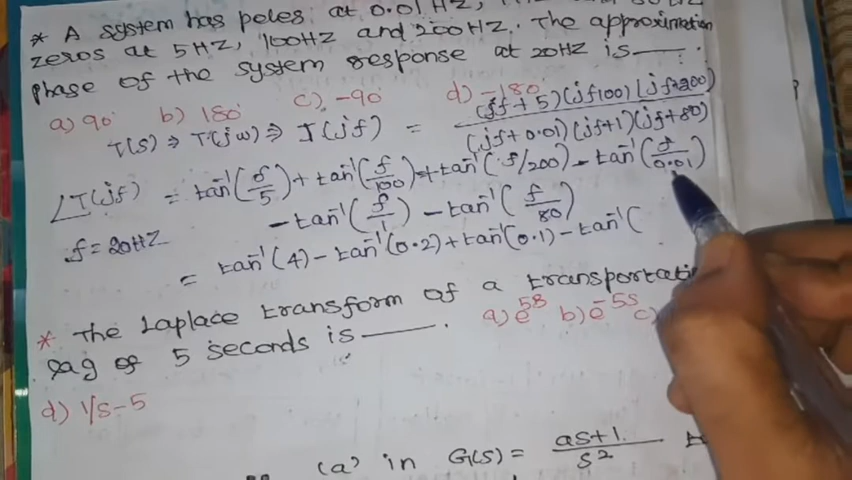 * A system has poles at 0.01 HZ,
zeros at 5HZ, 100HZ and 200HZ. The approximation
phase of the system response at 20HZ is ——.
a) 90 b) 180 c) -90 d) -180
T(s) ⇒ T(jω) ⇒ T(jf) = (jf+5)(jf100)(jf+200) / (jf+0.01)(jf+1)(jf+80)
∠T(jf) = tan⁻¹(f/5) + tan⁻¹(f/100) + tan⁻¹(f/200) - tan⁻¹(f/0.01)
- tan⁻¹(f/1) - tan⁻¹(f/80)
f = 20HZ
= tan⁻¹(4) - tan⁻¹(0.2) + tan⁻¹(0.1) - tan⁻¹(
* The Laplace transform of a transportati
lag of 5 seconds is ——. a) e^5s b) e^-5s c)
d) 1/s-5
(a) in G(s) = as+1 / s²